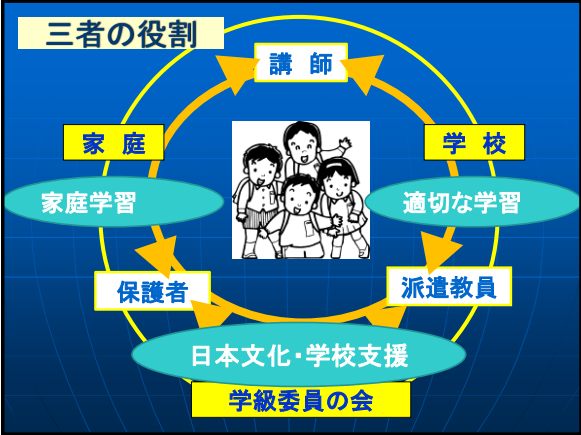 三者の役割
講 師
家 庭
学 校
家庭学習
適切な学習
保護者
派遣教員
日本文化・学校支援
学級委員の会